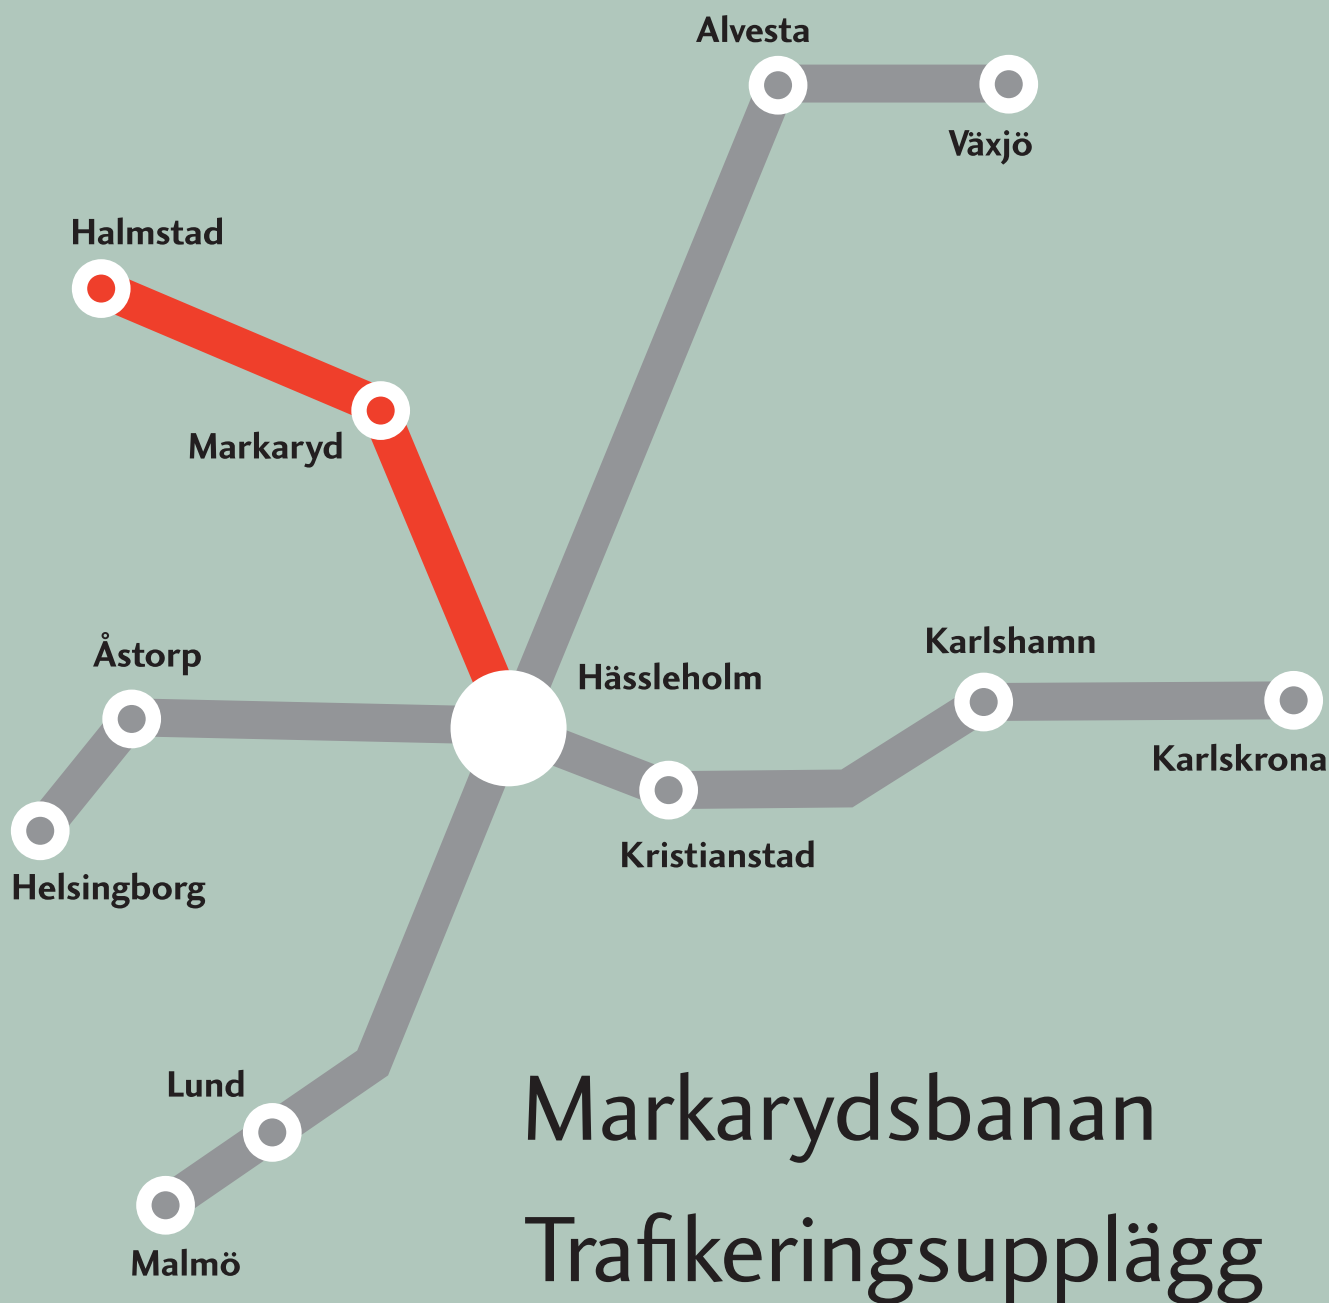 Alvesta
Växjö
Halmstad
Markaryd
Åstorp
Hässleholm
Karlshamn
Karlskrona
Kristianstad
Helsingborg
Lund
Malmö
Markarydsbanan
Trafikeringsupplägg